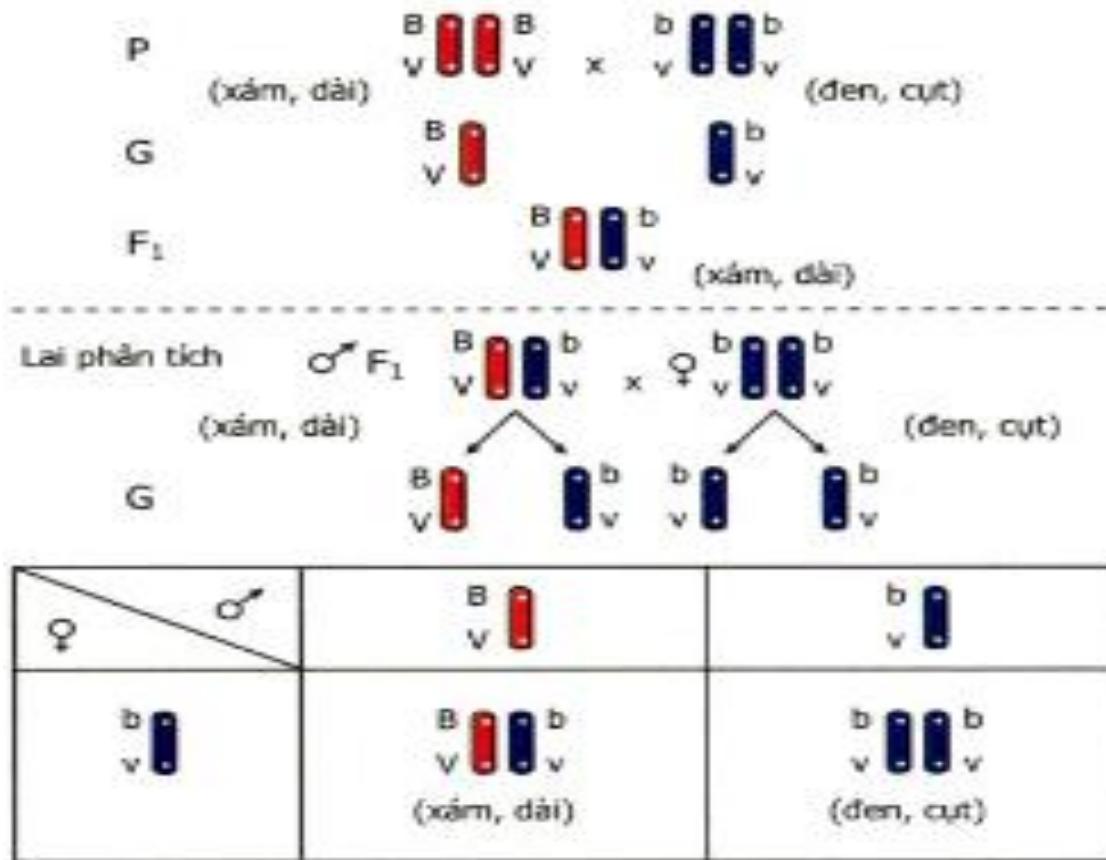 P B B b b
V V x v v
(xám, dài) (đen, cụt)
G B b
V v
F₁ B b
V v
(xám, dài)
Lai phân tích ♂ F₁ B b x ♀ b b
V v v v
(xám, dài) (đen, cụt)
G B b b b
V v v v
♀ ♂ B b
V v
b B b b b
v V v v v
(xám, dài) (đen, cụt)